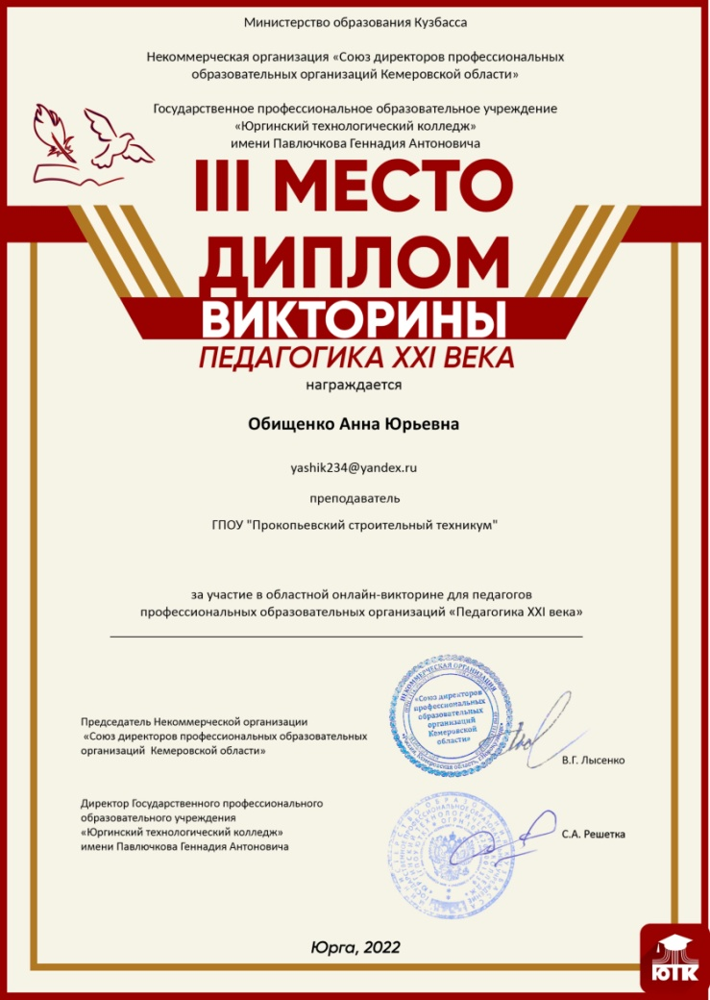 Министерство образования Кузбасса
Некоммерческая организация «Союз директоров профессиональных
образовательных организаций Кемеровской области»
Государственное профессиональное образовательное учреждение
«Юргинский технологический колледж»
имени Павлючкова Геннадия Антоновича
III МЕСТО
ДИПЛОМ
ВИКТОРИНЫ
ПЕДАГОГИКА XXI ВЕКА
награждается
Обищенко Анна Юрьевна
yashik234@yandex.ru
преподаватель
ГПОУ "Прокопьевский строительный техникум"
за участие в областной онлайн-викторине для педагогов
профессиональных образовательных организаций «Педагогика XXI века»
НЕКОММЕРЧЕСКАЯ ОРГАНИЗАЦИЯ
«Союз директоров
профессиональных
образовательных
организаций
Кемеровской
области»
Председатель Некоммерческой организации
«Союз директоров профессиональных образовательных
организаций Кемеровской области»
В.Г. Лысенко
Директор Государственного профессионального
образовательного учреждения
«Юргинский технологический колледж»
имени Павлючкова Геннадия Антоновича
С.А. Решетка
Юрга, 2022
ЮТК